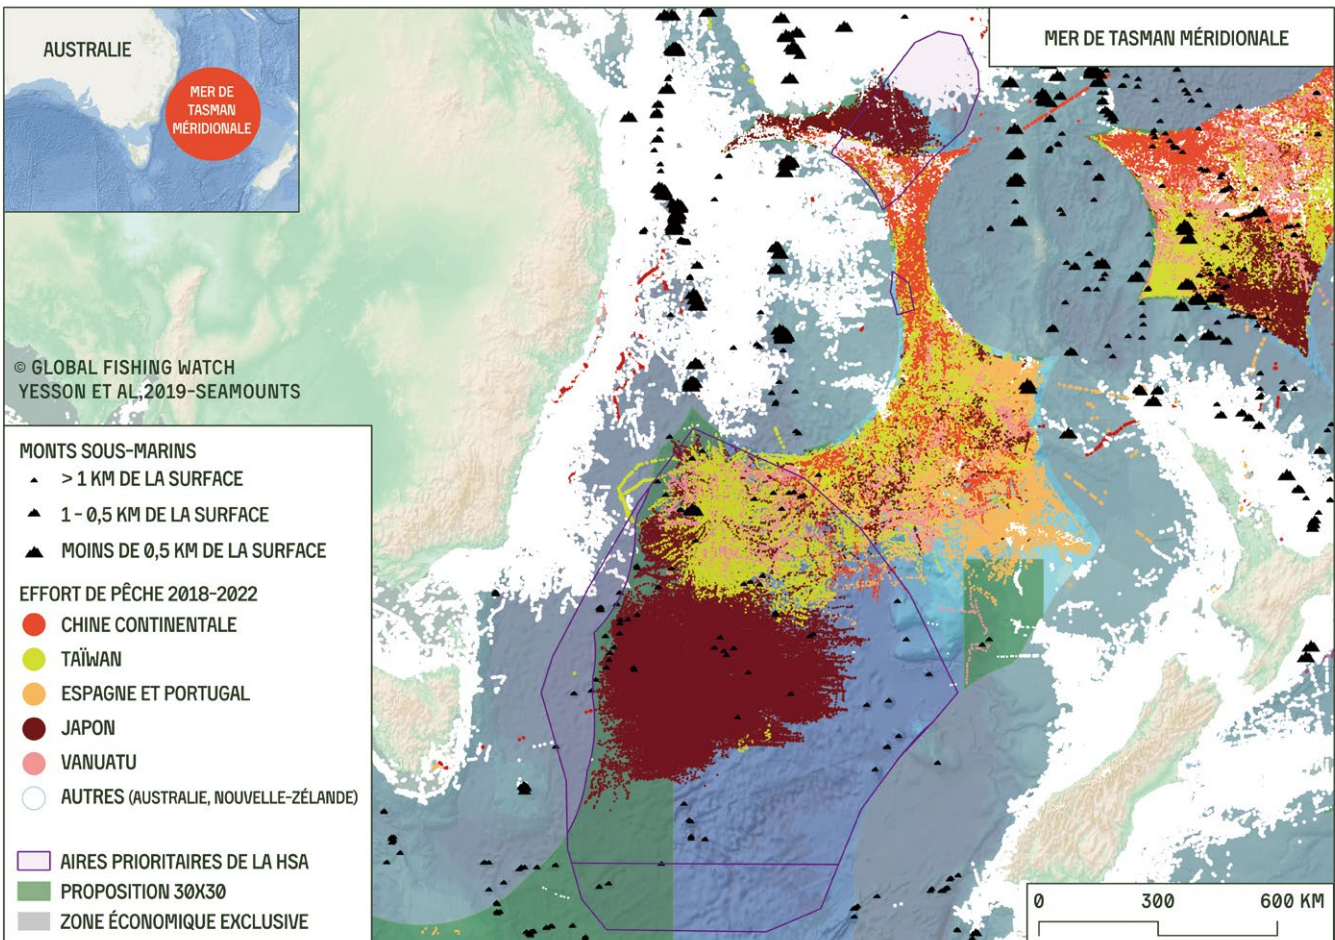 AUSTRALIE
MER DE
TASMAN
MÉRIDIONALE
MER DE TASMAN MÉRIDIONALE
© GLOBAL FISHING WATCH
YESSON ET AL,2019-SEAMOUNTS
MONTS SOUS-MARINS
> 1 KM DE LA SURFACE
1 - 0,5 KM DE LA SURFACE
MOINS DE 0,5 KM DE LA SURFACE
EFFORT DE PÊCHE 2018-2022
CHINE CONTINENTALE
TAÏWAN
ESPAGNE ET PORTUGAL
JAPON
VANUATU
AUTRES (AUSTRALIE, NOUVELLE-ZÉLANDE)
AIRES PRIORITAIRES DE LA HSA
PROPOSITION 30X30
ZONE ÉCONOMIQUE EXCLUSIVE
0 300 600 KM